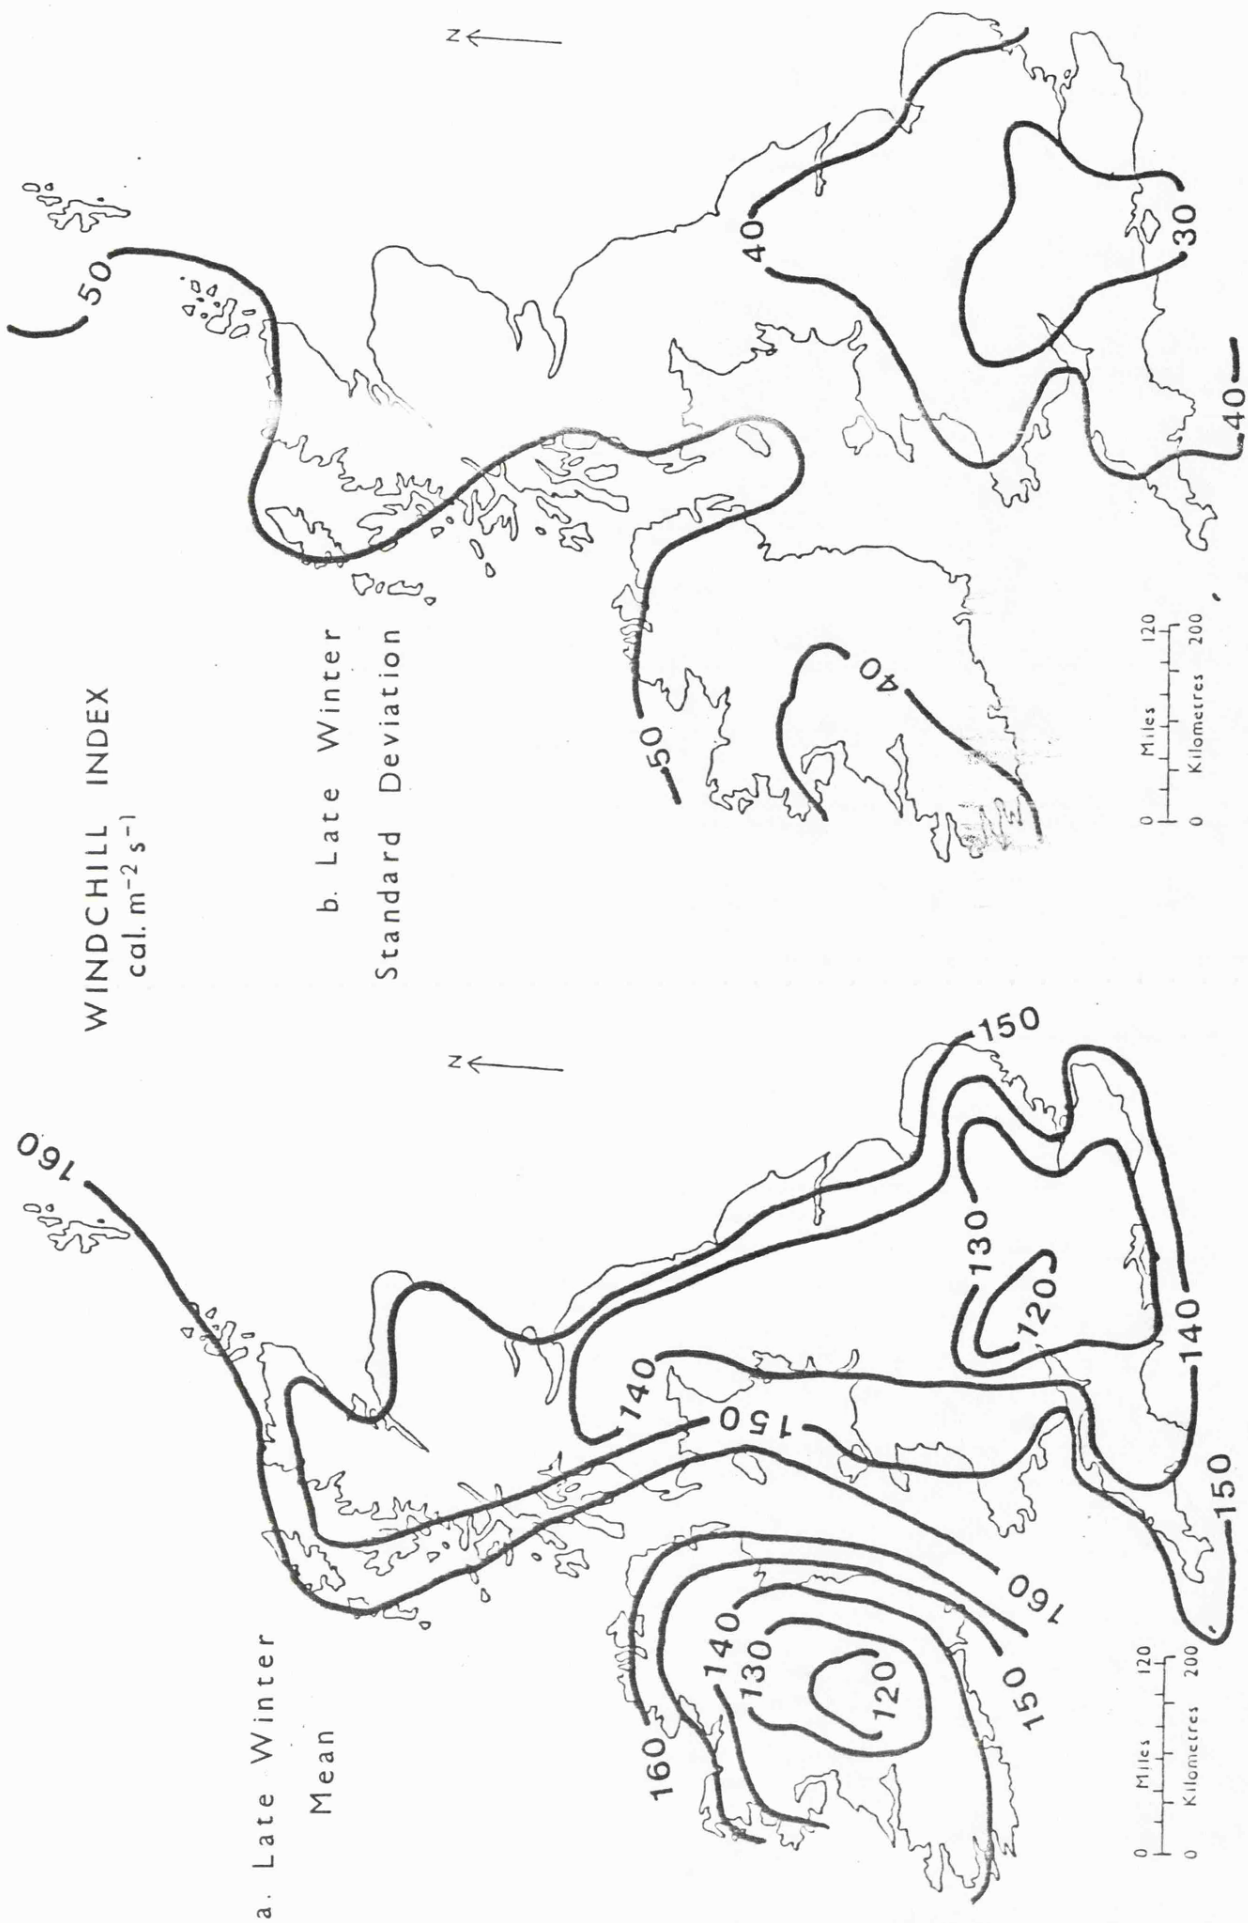 WINDCHILL INDEX
cal. m⁻² s⁻¹
a. Late Winter
Mean
N
160
160
140
130
120
150
160
140
150
150
130
120
140
150
150
0 Miles 120
0 Kilometres 200
b. Late Winter
Standard Deviation
N
50
50
40
40
30
40
0 Miles 120
0 Kilometres 200